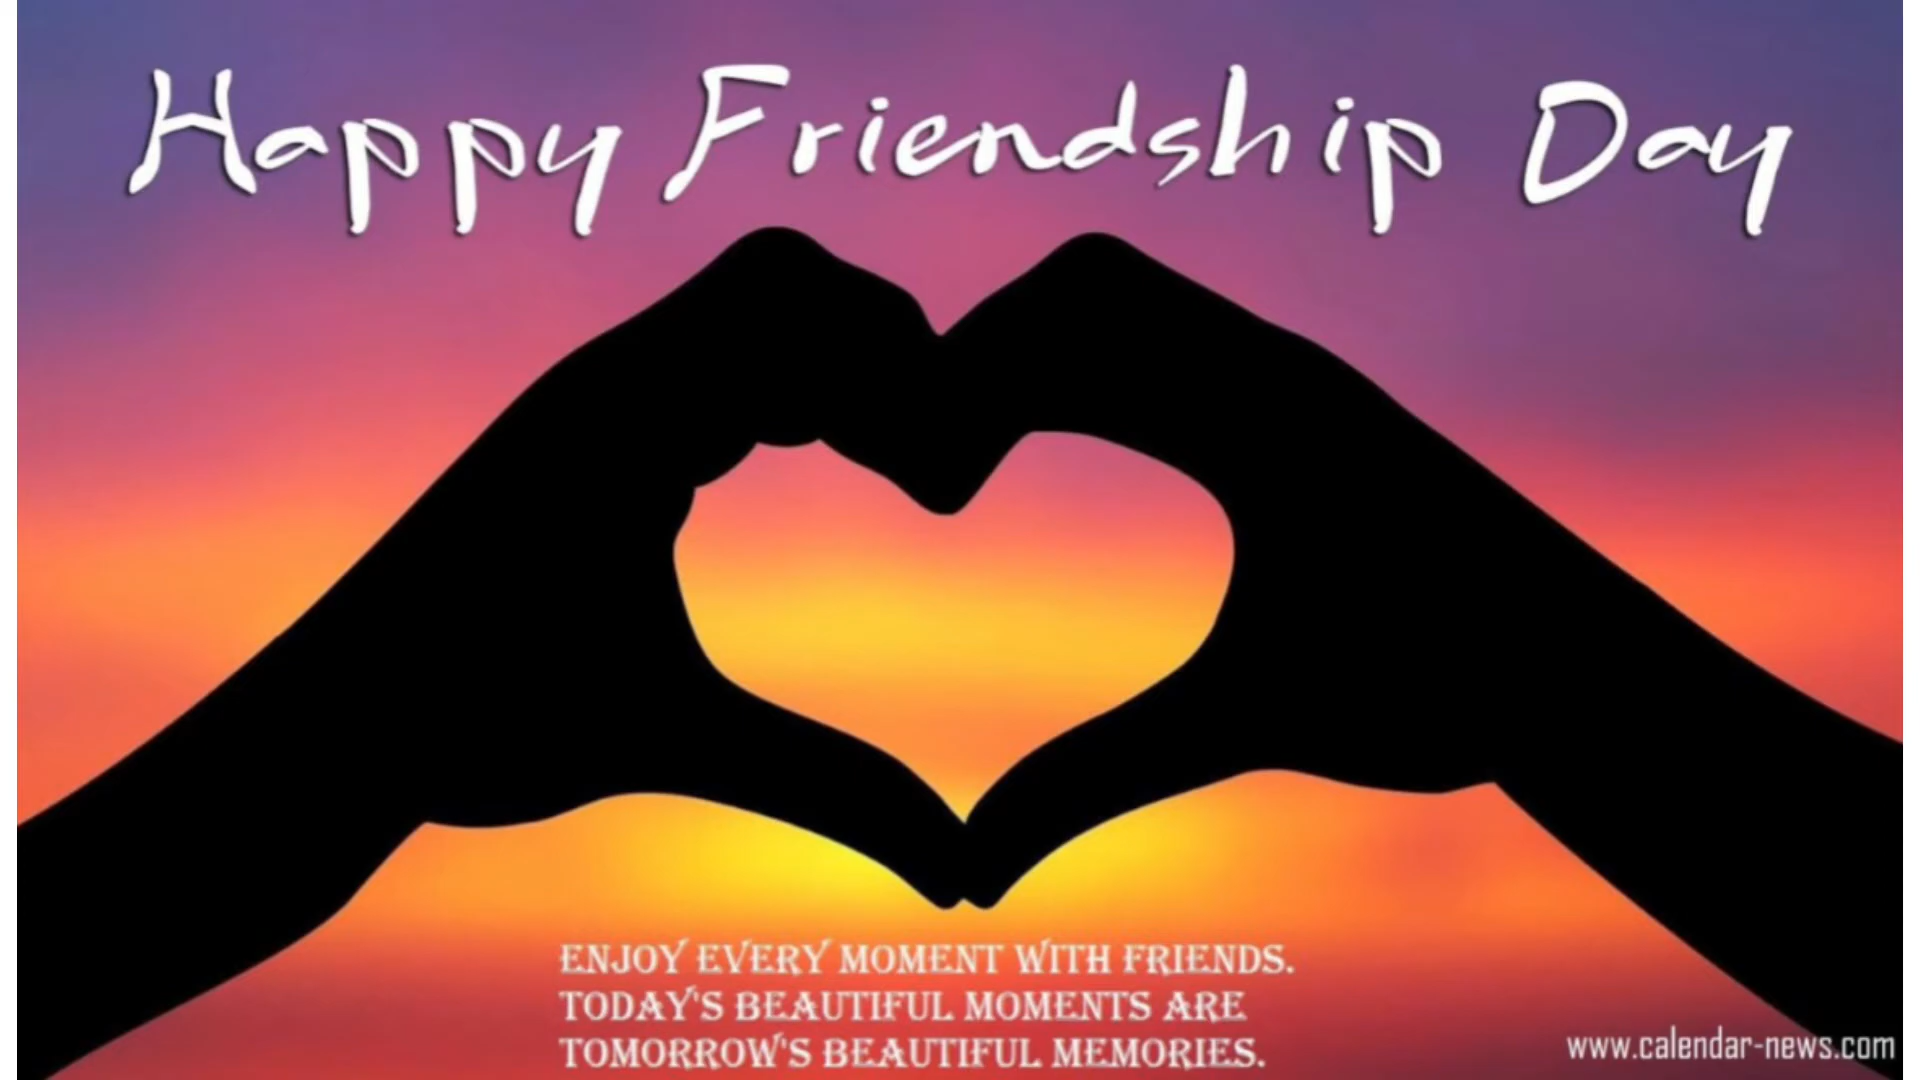 Happy Friendship Day
ENJOY EVERY MOMENT WITH FRIENDS.
TODAY'S BEAUTIFUL MOMENTS ARE
TOMORROW'S BEAUTIFUL MEMORIES.
www.calendar-news.com